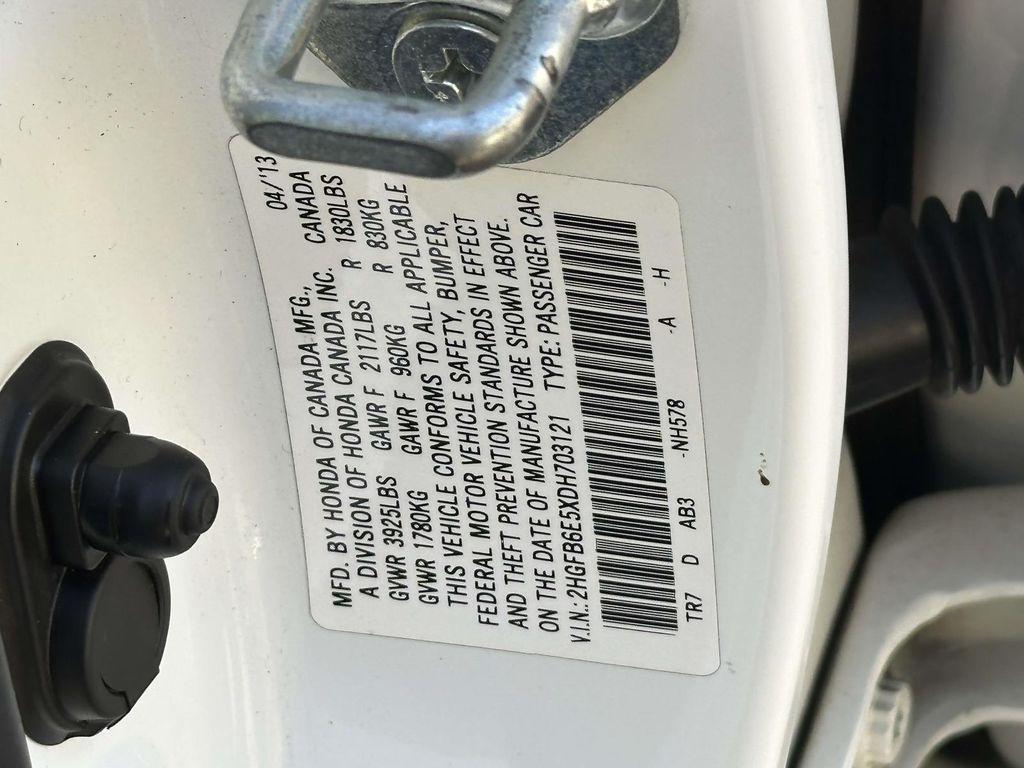 MFD. BY HONDA OF CANADA MFG., 04/'13
A DIVISION OF HONDA CANADA INC. CANADA
GVWR 3925LBS GAWR F 2117LBS R 1830LBS
GVWR 1780KG GAWR F 960KG R 830KG
THIS VEHICLE CONFORMS TO ALL APPLICABLE
FEDERAL MOTOR VEHICLE SAFETY, BUMPER,
AND THEFT PREVENTION STANDARDS IN EFFECT
ON THE DATE OF MANUFACTURE SHOWN ABOVE.
V.I.N.: 2HGFB6E5XDH703121 TYPE: PASSENGER CAR
TR7 D AB3 -NH578 -A -H